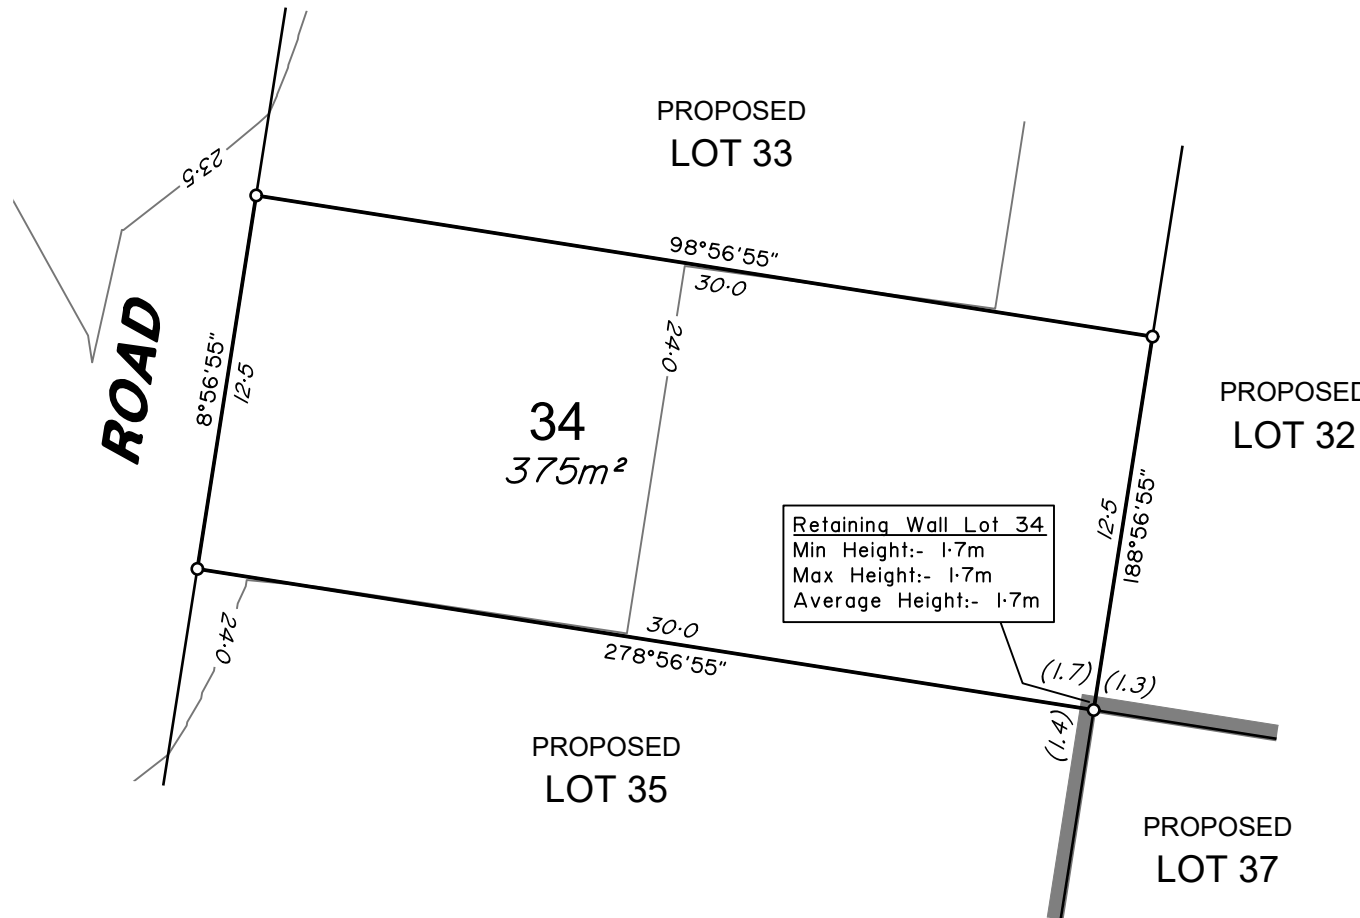 PROPOSED
LOT 33
23·5
98°56'55"
30·0
ROAD
8°56'55"
12·5
24·0
34
375m²
PROPOSED
LOT 32
Retaining Wall Lot 34
Min Height:- 1·7m
Max Height:- 1·7m
Average Height:- 1·7m
12·5
188°56'55"
24·0
30·0
278°56'55"
(1.7)
(1.3)
(1.4)
PROPOSED
LOT 35
PROPOSED
LOT 37